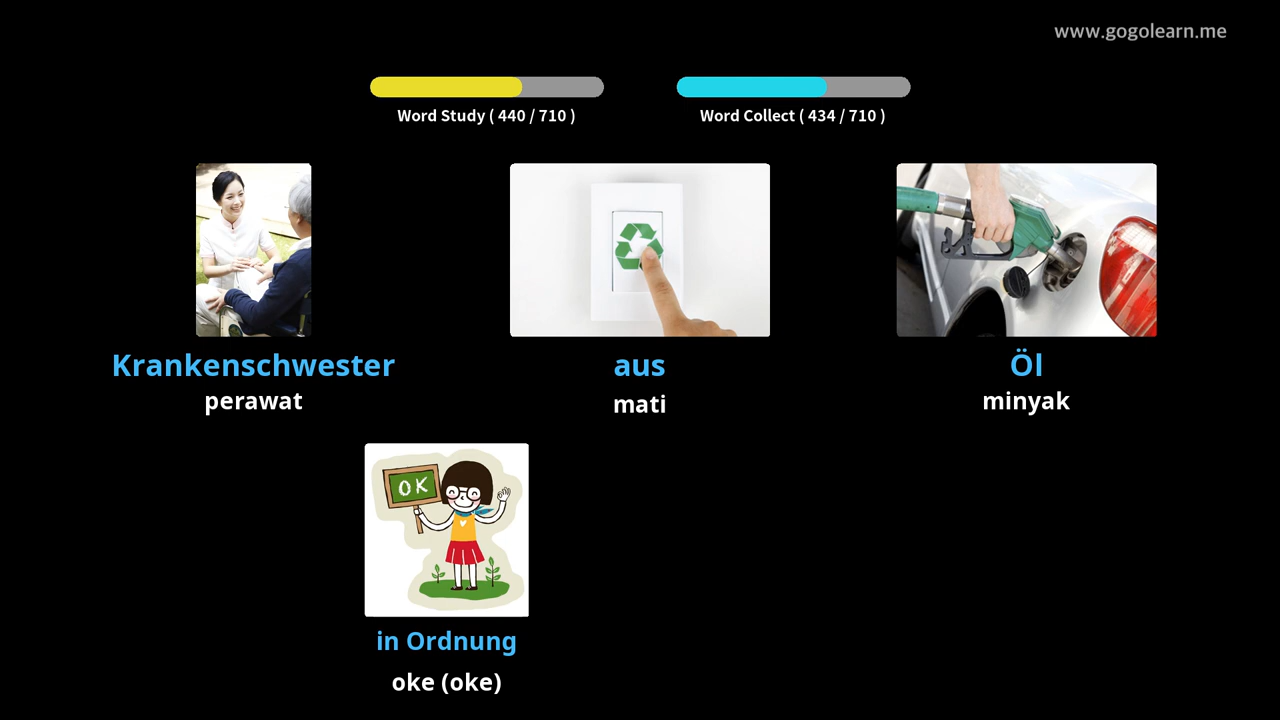 www.gogolearn.me
Word Study ( 440 / 710 )
Word Collect ( 434 / 710 )
Krankenschwester
perawat
aus
mati
Öl
minyak
OK
in Ordnung
oke (oke)